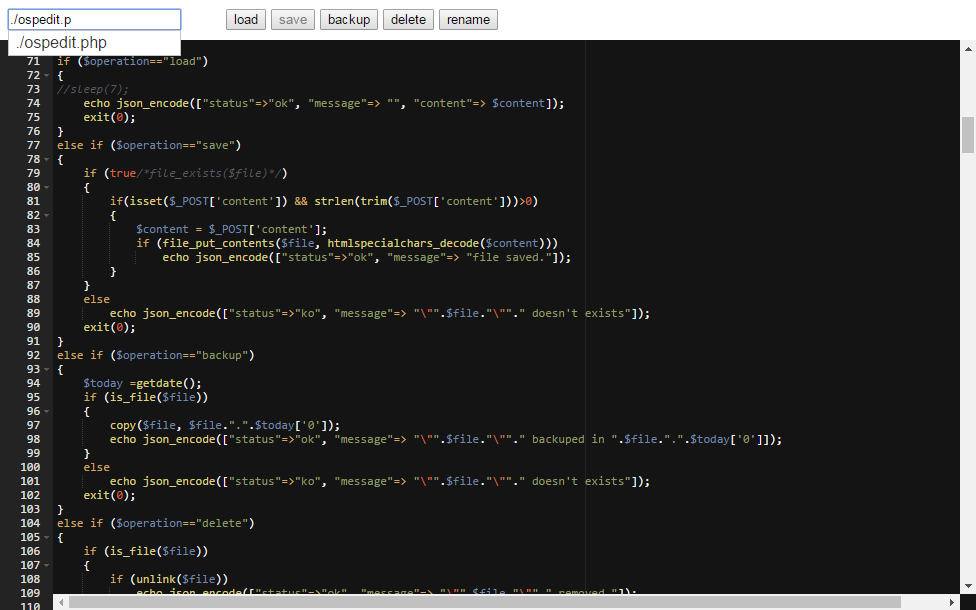 ./ospedit.p
load save backup delete rename
./ospedit.php
71 if ($operation=="load")
72 {
73 //sleep(7);
74 echo json_encode(["status"=>"ok", "message"=> "", "content"=> $content]);
75 exit(0);
76 }
77 else if ($operation=="save")
78 {
79 if (true/*file_exists($file)*/)
80 {
81 if(isset($_POST['content']) && strlen(trim($_POST['content']))>0)
82 {
83 $content = $_POST['content'];
84 if (file_put_contents($file, htmlspecialchars_decode($content)))
85 echo json_encode(["status"=>"ok", "message"=> "file saved."]);
86 }
87 }
88 else
89 echo json_encode(["status"=>"ko", "message"=> "\"".$file."\""." doesn't exists"]);
90 exit(0);
91 }
92 else if ($operation=="backup")
93 {
94 $today =getdate();
95 if (is_file($file))
96 {
97 copy($file, $file.".".$today['0']);
98 echo json_encode(["status"=>"ok", "message"=> "\"".$file."\""." backuped in ".$file.".".$today['0']]);
99 }
100 else
101 echo json_encode(["status"=>"ko", "message"=> "\"".$file."\""." doesn't exists"]);
102 exit(0);
103 }
104 else if ($operation=="delete")
105 {
106 if (is_file($file))
107 {
108 if (unlink($file))
109 echo json_encode(["status"=>"ok", "message"=> "\"".$file."\""." removed."]);
110